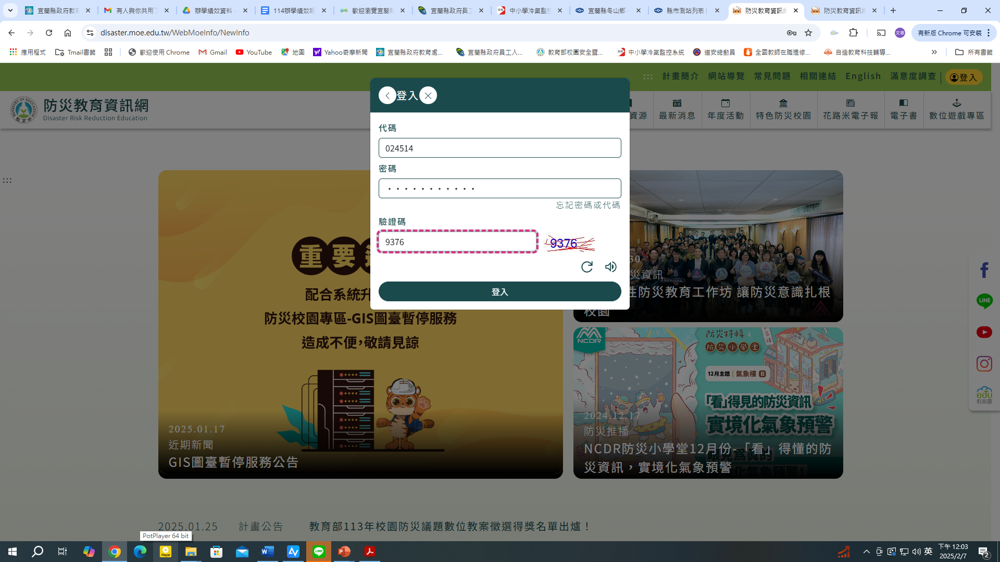 宜蘭縣政府教
有人與你共用了
辦學績效資料 -
114辦學績效報
歡迎瀏覽宜蘭縣
宜蘭縣政府員工
中小學冷氣監控
宜蘭縣冬山鄉 -
縣市測站列表 |
防災教育資訊網
防災教育資訊網
disaster.moe.edu.tw/WebMoeInfo/NewInfo
文章
有新版 Chrome 可安裝
應用程式
Tmail書籤
歡迎使用 Chrome
Gmail
YouTube
地圖
Yahoo奇摩新聞
宜蘭縣政府教育處...
宜蘭縣政府員工入...
教育部校園安全暨...
中小學冷氣監控系統
道安總動員
全國教師在職進修...
自造教育科技輔導...
所有書籤
計畫簡介 網站導覽 常見問題 相關連結 English 滿意度調查 登入
防災教育資訊網
Disaster Risk Reduction Education
資源
最新消息
年度活動
特色防災校園
花路米電子報
電子書
數位遊戲專區
登入
代碼
024514
密碼
忘記密碼或代碼
驗證碼
9376
9376
登入
重要
配合系統升
防災校園專區-GIS圖臺暫停服務
造成不便,敬請見諒
2025.01.17
近期新聞
GIS圖臺暫停服務公告
30
災資訊
性防災教育工作坊 讓防災意識扎根
校園
NCDR
防災特輯之
防災小學堂
12月主題 氣象樓 B
「看」得見的防災資訊
實境化氣象預警
2024.12.17
防災推播
NCDR防災小學堂12月份-「看」得懂的防
災資訊，實境化氣象預警
LINE
edu
教育雲
2025.01.25 計畫公告 教育部113年校園防災議題數位教案徵選得獎名單出爐！
PotPlayer 64 bit
英
下午 12:03
2025/2/7
2